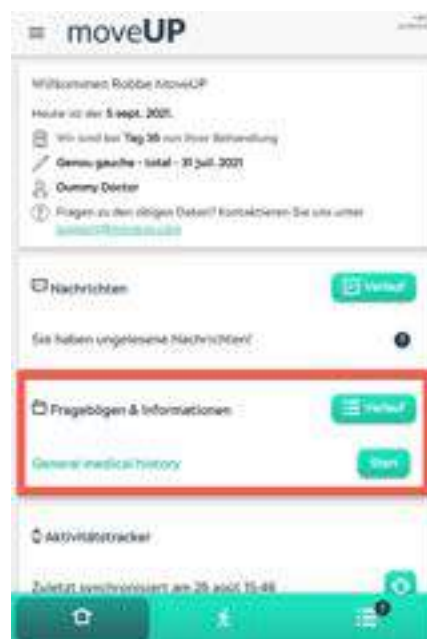 moveUP
Willkommen Robbe MoveUP
Heute ist der 5 sept. 2021.
Wir sind bei Tag 36 von Ihrer Behandlung
Genou gauche - total - 31 juil. 2021
Dummy Doctor
Fragen zu den obigen Daten? Kontaktieren Sie uns unter
Nachrichten
Verlauf
Sie haben ungelesene Nachrichten!
Fragebögen & Informationen
Verlauf
General medical history
Start
Aktivitätstracker
Zuletzt synchronisiert am 26 août 15:46